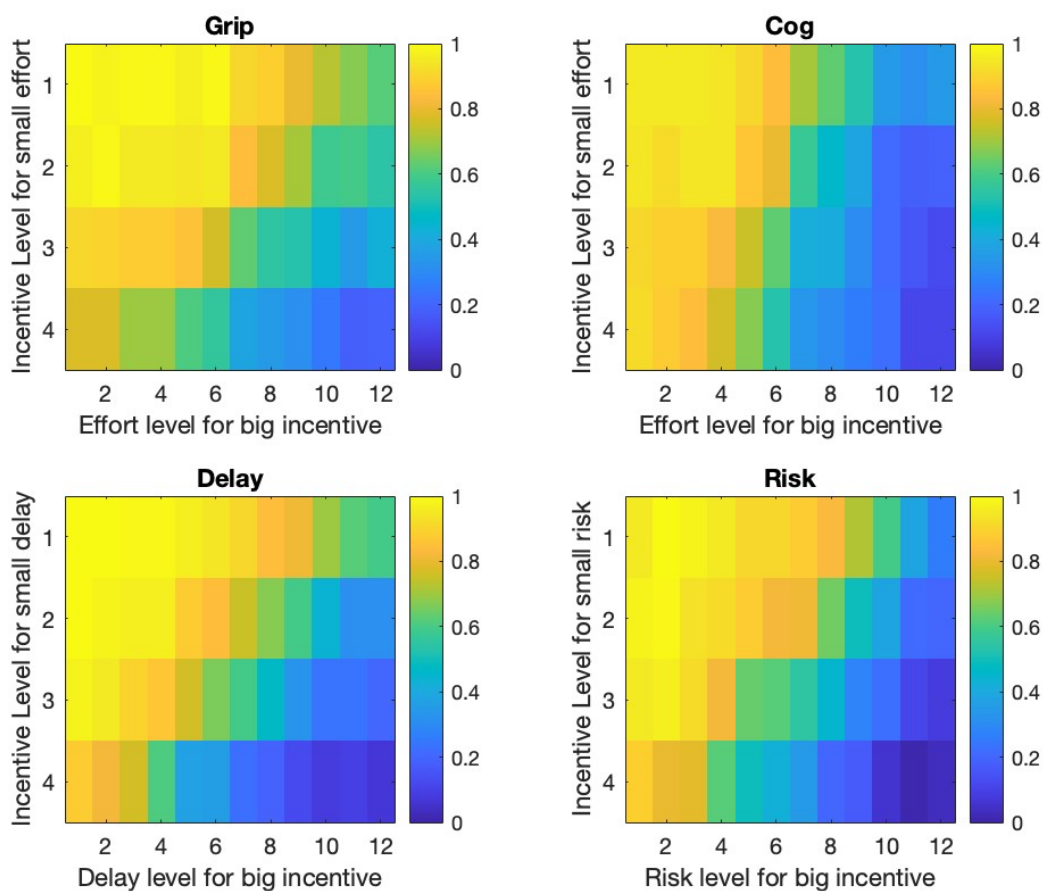 Grip
Incentive Level for small effort
1
2
3
4
2 4 6 8 10 12
Effort level for big incentive
1
0.8
0.6
0.4
0.2
0
Cog
Incentive Level for small effort
1
2
3
4
2 4 6 8 10 12
Effort level for big incentive
1
0.8
0.6
0.4
0.2
0
Delay
Incentive Level for small delay
1
2
3
4
2 4 6 8 10 12
Delay level for big incentive
1
0.8
0.6
0.4
0.2
0
Risk
Incentive Level for small risk
1
2
3
4
2 4 6 8 10 12
Risk level for big incentive
1
0.8
0.6
0.4
0.2
0